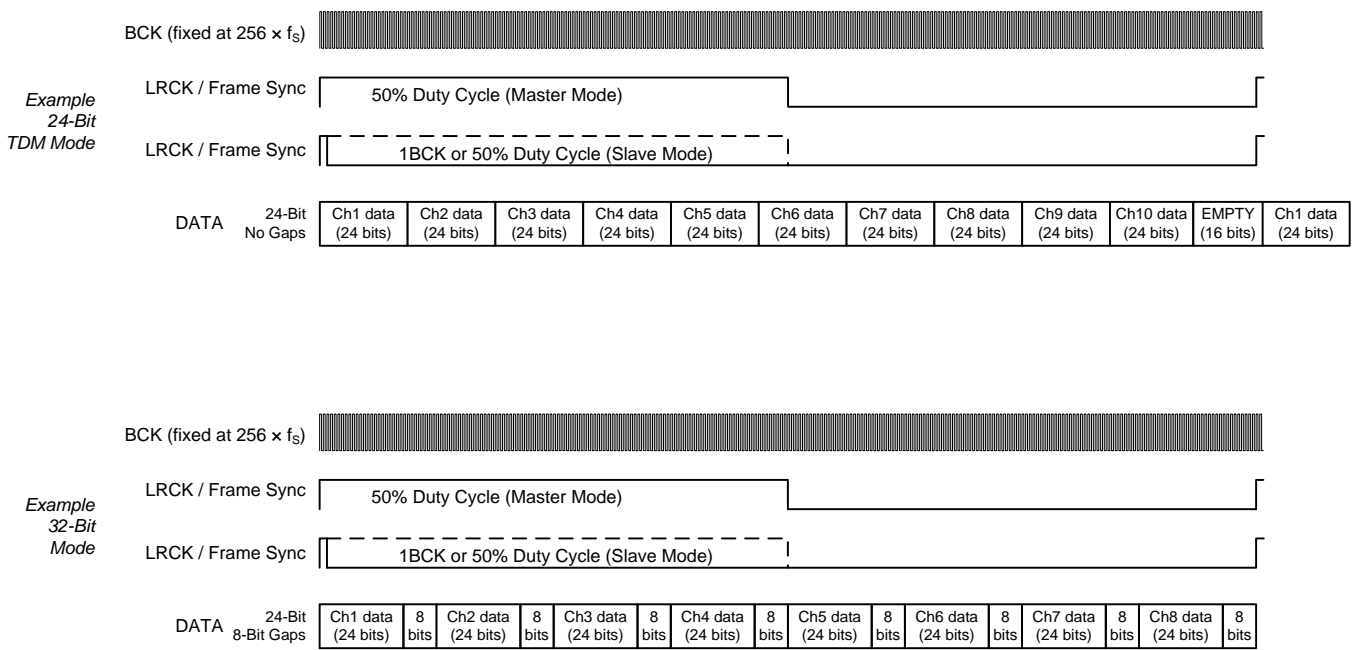 BCK (fixed at 256 × fS)
Example
24-Bit
TDM Mode
LRCK / Frame Sync
50% Duty Cycle (Master Mode)
LRCK / Frame Sync
1BCK or 50% Duty Cycle (Slave Mode)
DATA
24-Bit
No Gaps
Ch1 data
(24 bits)
Ch2 data
(24 bits)
Ch3 data
(24 bits)
Ch4 data
(24 bits)
Ch5 data
(24 bits)
Ch6 data
(24 bits)
Ch7 data
(24 bits)
Ch8 data
(24 bits)
Ch9 data
(24 bits)
Ch10 data
(24 bits)
EMPTY
(16 bits)
Ch1 data
(24 bits)
BCK (fixed at 256 × fS)
Example
32-Bit
Mode
LRCK / Frame Sync
50% Duty Cycle (Master Mode)
LRCK / Frame Sync
1BCK or 50% Duty Cycle (Slave Mode)
DATA
24-Bit
8-Bit Gaps
Ch1 data
(24 bits)
8
bits
Ch2 data
(24 bits)
8
bits
Ch3 data
(24 bits)
8
bits
Ch4 data
(24 bits)
8
bits
Ch5 data
(24 bits)
8
bits
Ch6 data
(24 bits)
8
bits
Ch7 data
(24 bits)
8
bits
Ch8 data
(24 bits)
8
bits